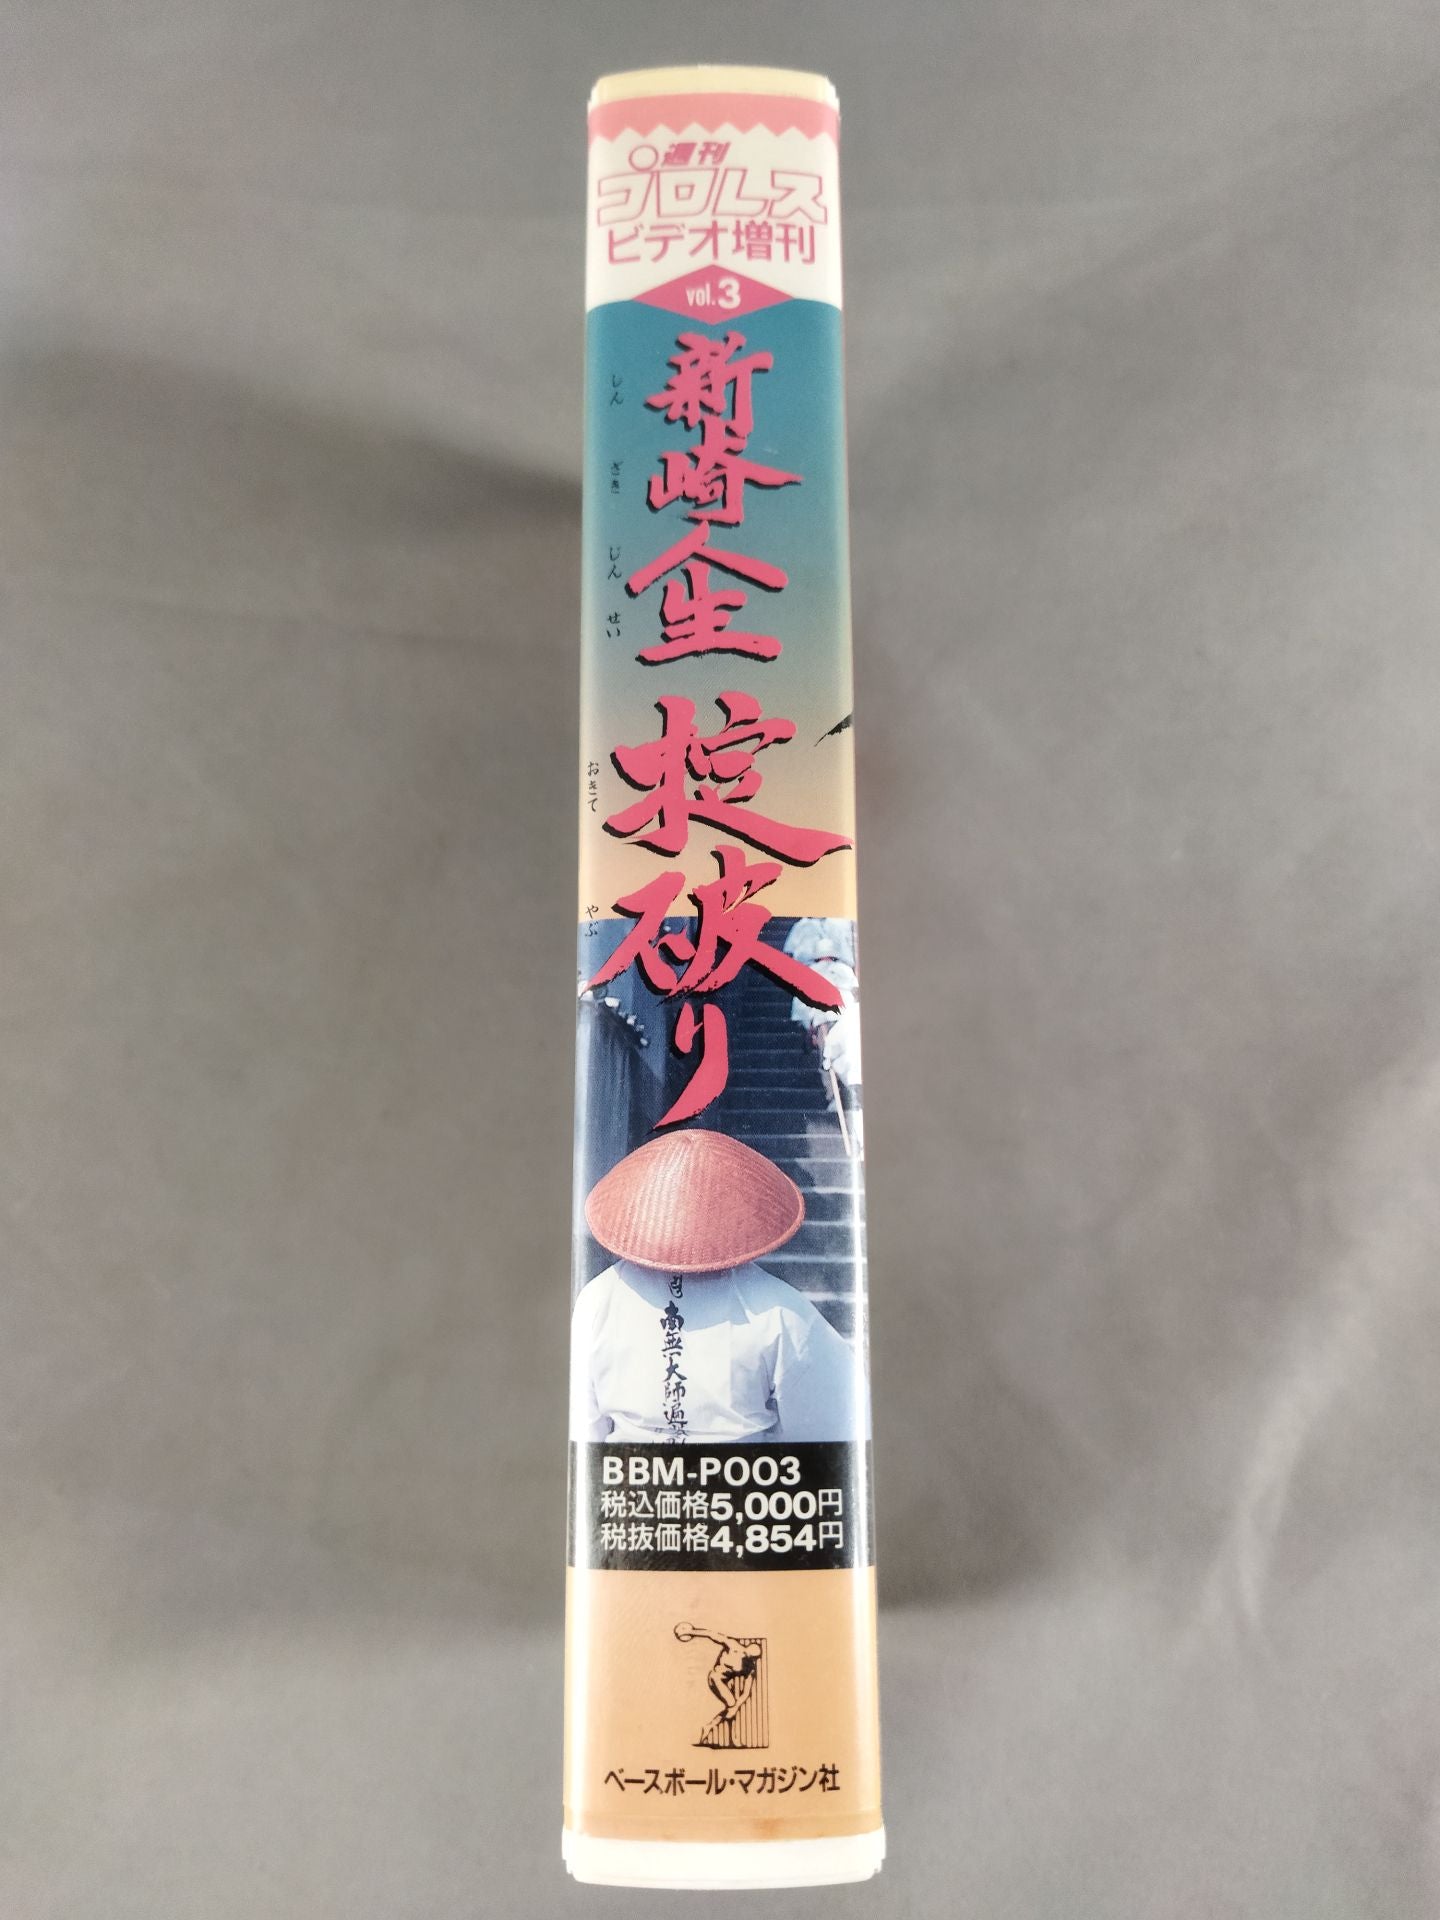 週刊
プロレス
ビデオ増刊
vol.3
新崎人生
しんざきじんせい
掟破り
おきてやぶ
南無大師遍
BBM-P003
税込価格5,000円
税抜価格4,854円
ベースボール・マガジン社